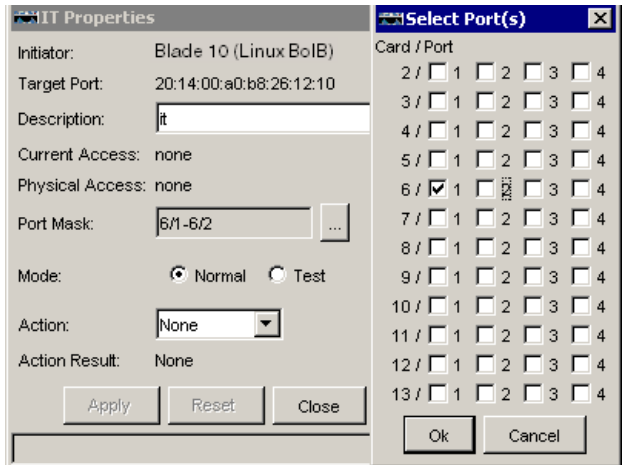 IT Properties
Initiator: Blade 10 (Linux BoIB)
Target Port: 20:14:00:a0:b8:26:12:10
Description: it
Current Access: none
Physical Access: none
Port Mask: 6/1-6/2 ...
Mode: Normal Test
Action: None
Action Result: None
Apply Reset Close
Select Port(s)
Card / Port
2 / 1 2 3 4
3 / 1 2 3 4
4 / 1 2 3 4
5 / 1 2 3 4
6 / 1 2 3 4
7 / 1 2 3 4
8 / 1 2 3 4
9 / 1 2 3 4
10 / 1 2 3 4
11 / 1 2 3 4
12 / 1 2 3 4
13 / 1 2 3 4
Ok Cancel